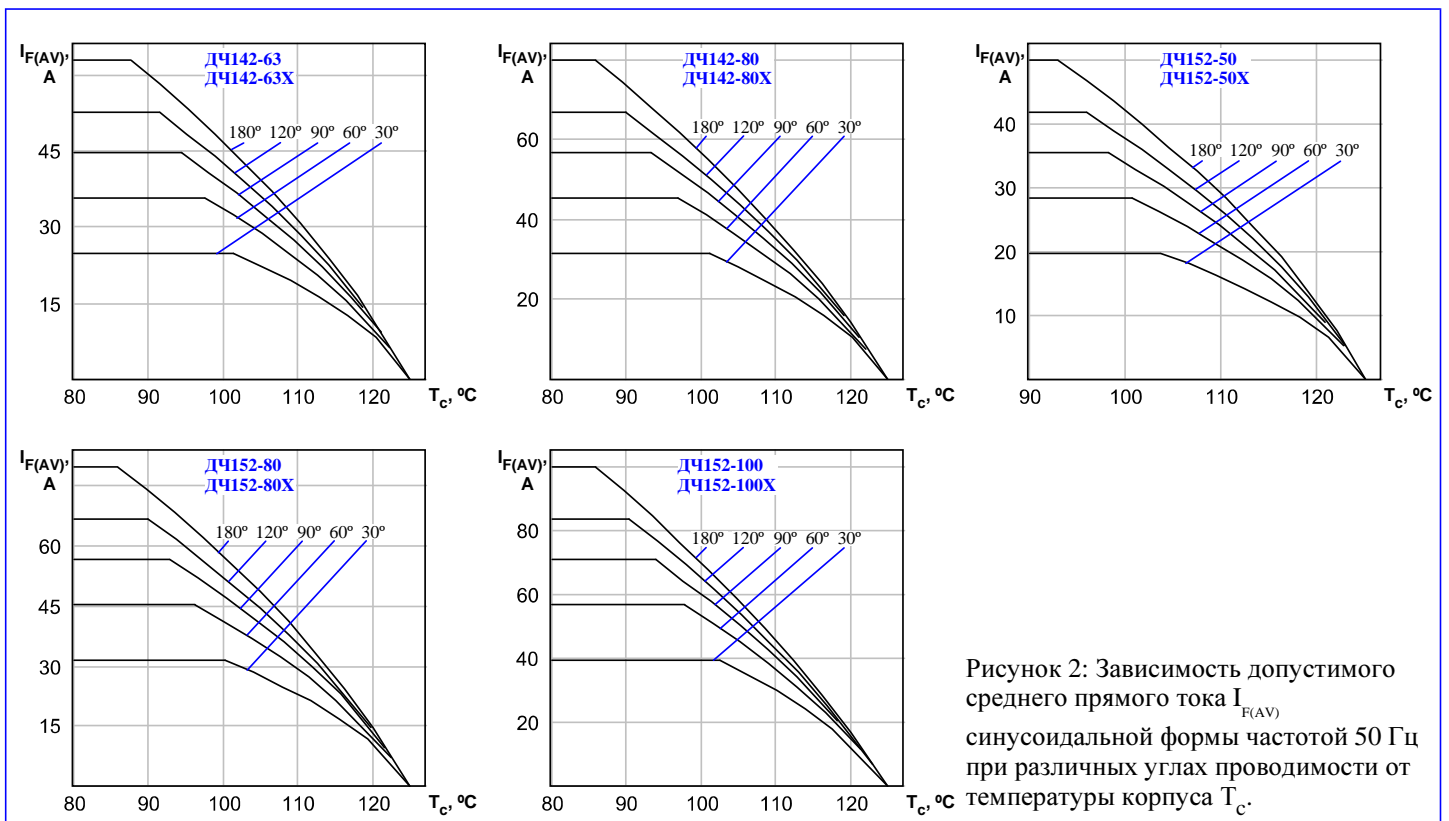 I F(AV),
A
ДЧ142-63
ДЧ142-63Х
180º 120º 90º 60º 30º
45
30
15
80 90 100 110 120 Tc, ºC
I F(AV),
A
ДЧ142-80
ДЧ142-80Х
180º 120º 90º 60º 30º
60
40
20
80 90 100 110 120 Tc, ºC
I F(AV),
A
ДЧ152-50
ДЧ152-50Х
180º 120º 90º 60º 30º
40
30
20
10
90 100 110 120 Tc, ºC
I F(AV),
A
ДЧ152-80
ДЧ152-80Х
180º 120º 90º 60º 30º
60
45
30
15
80 90 100 110 120 Tc, ºC
I F(AV),
A
ДЧ152-100
ДЧ152-100Х
180º 120º 90º 60º 30º
80
60
40
20
80 90 100 110 120 Tc, ºC
Рисунок 2: Зависимость допустимого
среднего прямого тока I F(AV)
синусоидальной формы частотой 50 Гц
при различных углах проводимости от
температуры корпуса Tc.